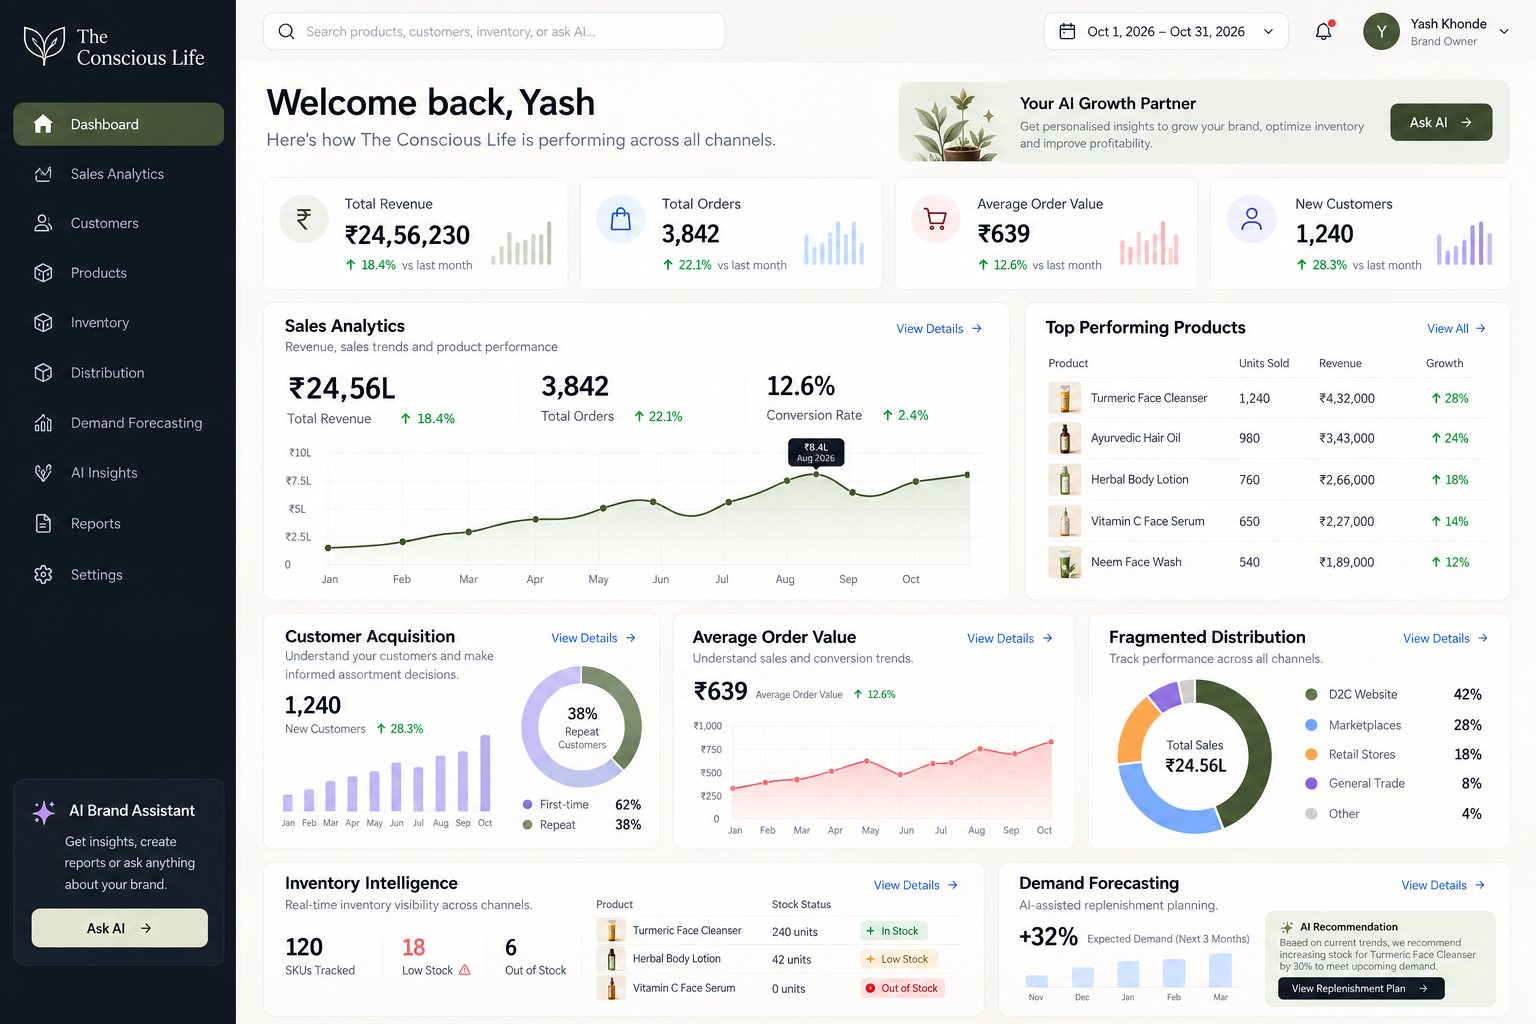 The
Conscious Life
Dashboard
Sales Analytics
Customers
Products
Inventory
Distribution
Demand Forecasting
AI Insights
Reports
Settings
AI Brand Assistant
Get insights, create
reports or ask anything
about your brand.
Ask AI →
Search products, customers, inventory, or ask AI...
Oct 1, 2026 – Oct 31, 2026
Y
Yash Khonde
Brand Owner
Welcome back, Yash
Here's how The Conscious Life is performing across all channels.
Your AI Growth Partner
Get personalised insights to grow your brand, optimize inventory
and improve profitability.
Ask AI →
₹
Total Revenue
₹24,56,230
↑ 18.4% vs last month
Total Orders
3,842
↑ 22.1% vs last month
Average Order Value
₹639
↑ 12.6% vs last month
New Customers
1,240
↑ 28.3% vs last month
Sales Analytics
View Details →
Revenue, sales trends and product performance
₹24,56L
Total Revenue ↑ 18.4%
3,842
Total Orders ↑ 22.1%
12.6%
Conversion Rate ↑ 2.4%
₹8.4L
Aug 2026
₹10L
₹7.5L
₹5L
₹2.5L
0
Jan Feb Mar Apr May Jun Jul Aug Sep Oct
Top Performing Products
View All →
Product Units Sold Revenue Growth
Turmeric Face Cleanser 1,240 ₹4,32,000 ↑ 28%
Ayurvedic Hair Oil 980 ₹3,43,000 ↑ 24%
Herbal Body Lotion 760 ₹2,66,000 ↑ 18%
Vitamin C Face Serum 650 ₹2,27,000 ↑ 14%
Neem Face Wash 540 ₹1,89,000 ↑ 12%
Customer Acquisition
View Details →
Understand your customers and make
informed assortment decisions.
1,240
New Customers ↑ 28.3%
Jan Feb Mar Apr May Jun Jul Aug Sep Oct
38%
Repeat
Customers
First-time 62%
Repeat 38%
Average Order Value
View Details →
Understand sales and conversion trends.
₹639 Average Order Value ↑ 12.6%
₹1,000
₹750
₹500
₹250
0
Jan Feb Mar Apr May Jun Jul Aug Sep Oct
Fragmented Distribution
View Details →
Track performance across all channels.
Total Sales
₹24.56L
D2C Website 42%
Marketplaces 28%
Retail Stores 18%
General Trade 8%
Other 4%
Inventory Intelligence
View Details →
Real-time inventory visibility across channels.
120
SKUs Tracked
18
Low Stock
6
Out of Stock
Product Stock Status
Turmeric Face Cleanser 240 units + In Stock
Herbal Body Lotion 42 units + Low Stock
Vitamin C Face Serum 0 units Out of Stock
Demand Forecasting
View Details →
AI-assisted replenishment planning.
+32% Expected Demand (Next 3 Months)
Nov Dec Jan Feb Mar
AI Recommendation
Beaed on current trends, we recommend
increasing stock for Turmeric Face Cleanser
by 30% to meet upcoming demand.
View Replenishment Plan →